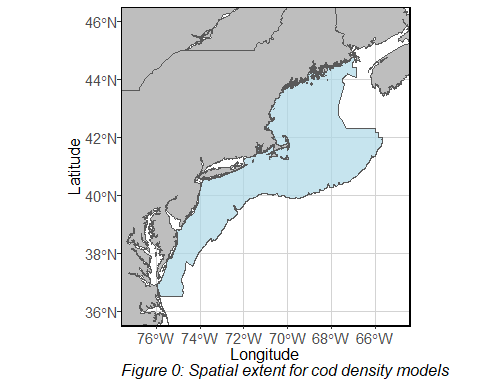 46°N
44°N
42°N
40°N
38°N
36°N
Latitude
76°W 74°W 72°W 70°W 68°W 66°W
Longitude
Figure 0: Spatial extent for cod density models